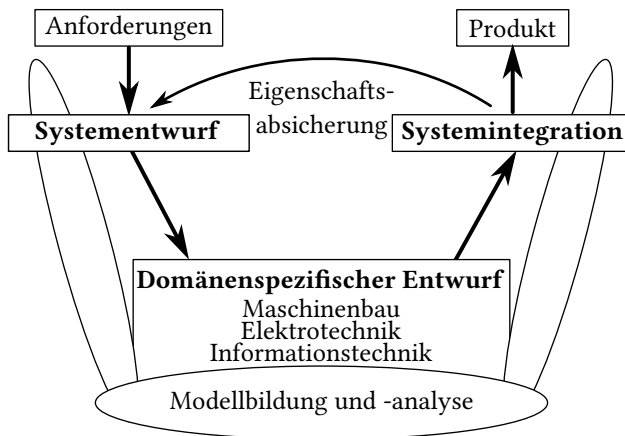 Anforderungen
Produkt
Eigenschafts-
absicherung
Systementwurf
Systemintegration
Domänenspezifischer Entwurf
Maschinenbau
Elektrotechnik
Informationstechnik
Modellbildung und -analyse